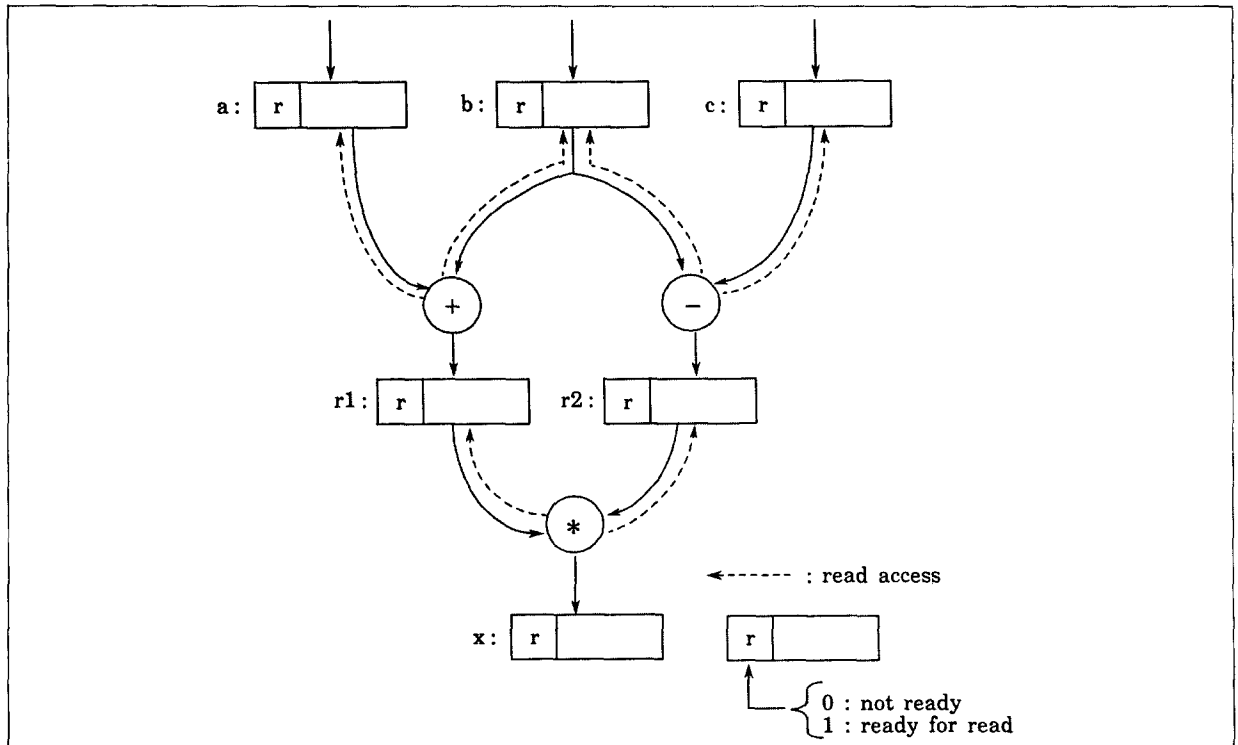 a: r
b: r
c: r
+
-
r1: r
r2: r
*
: read access
x: r
r
0 : not ready
1 : ready for read